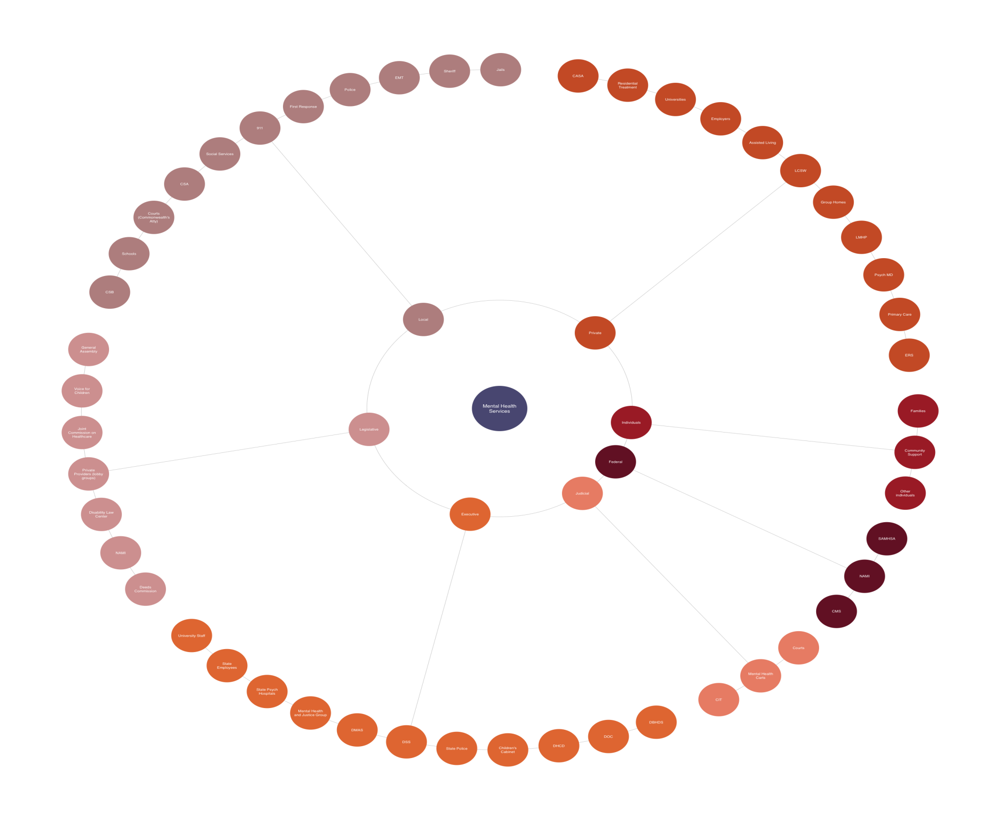 Jails
Sheriff
EMT
Police
First Response
911
Social Services
CSA
Courts
(Commonwealth's
Atty)
Schools
CSB
CASA
Residential
Treatment
Universities
Employers
Assisted Living
LCSW
Group Homes
LMHP
Psych MD
Primary Care
ERS
Local
Private
Mental Health
Services
Individuals
Federal
Judicial
Executive
Legislative
General
Assembly
Voice for
Children
Joint
Commission on
Healthcare
Private
Providers (lobby
groups)
Disability Law
Center
NAMI
Deeds
Commission
Families
Community
Support
Other
individuals
SAMHSA
NAMI
CMS
Courts
Mental Health
Carts
CIT
University Staff
State
Employees
State Psych
Hospitals
Mental Health
and Justice Group
DMAS
DSS
State Police
Children's
Cabinet
DHCD
DOC
DBHDS